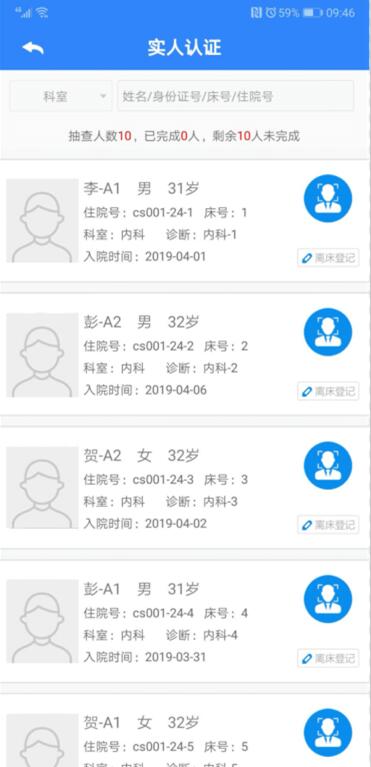 4G 59% 09:46
实人认证
科室 姓名/身份证号/床号/住院号
抽查人数10，已完成0人，剩余10人未完成
李-A1 男 31岁
住院号：cs001-24-1 床号：1
科室：内科 诊断：内科-1
入院时间：2019-04-01 离床登记
彭-A2 男 32岁
住院号：cs001-24-2 床号：2
科室：内科 诊断：内科-2
入院时间：2019-04-06 离床登记
贺-A2 女 32岁
住院号：cs001-24-3 床号：3
科室：内科 诊断：内科-3
入院时间：2019-04-02 离床登记
彭-A1 男 31岁
住院号：cs001-24-4 床号：4
科室：内科 诊断：内科-4
入院时间：2019-03-31 离床登记
贺-A1 女 32岁
住院号：cs001-24-5 床号：5
科室：内科 诊断：内科-5